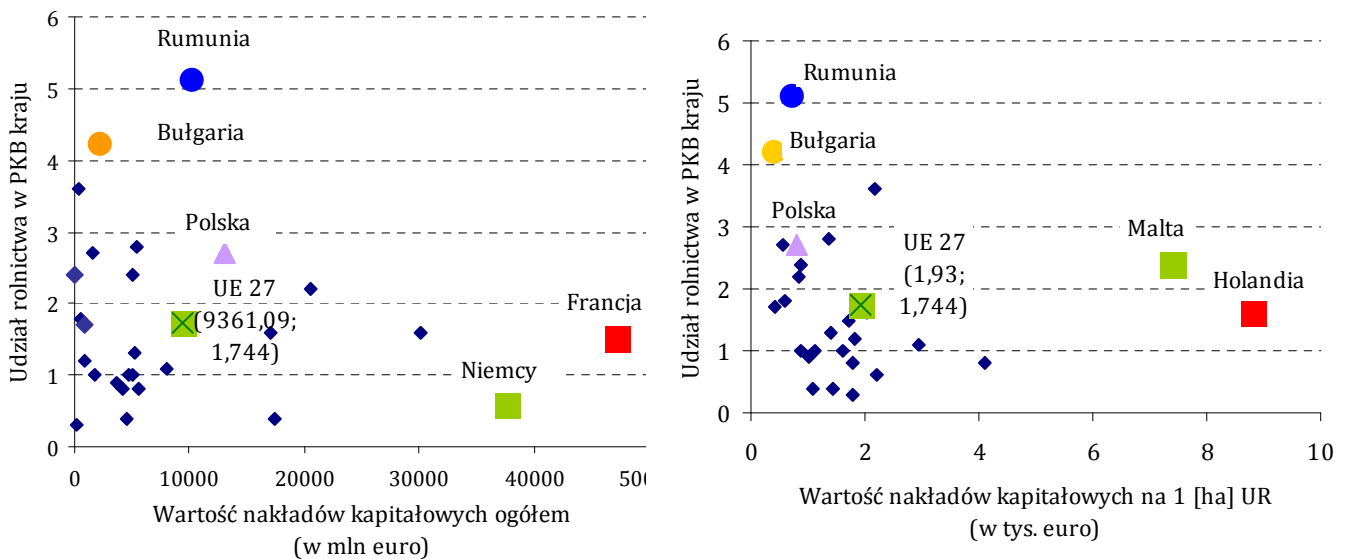 Udział rolnictwa w PKB kraju
6
5
4
3
2
1
0
Rumunia
Bułgaria
Polska
UE 27
(9361,09;
1,744)
Francja
Niemcy
0
10000
20000
30000
40000
500
Wartość nakładów kapitałowych ogółem
(w mln euro)
Udział rolnictwa w PKB kraju
6
5
4
3
2
1
0
Rumunia
Bułgaria
Polska
UE 27
(1,93;
1,744)
Malta
Holandia
0
2
4
6
8
10
Wartość nakładów kapitałowych na 1 [ha] UR
(w tys. euro)